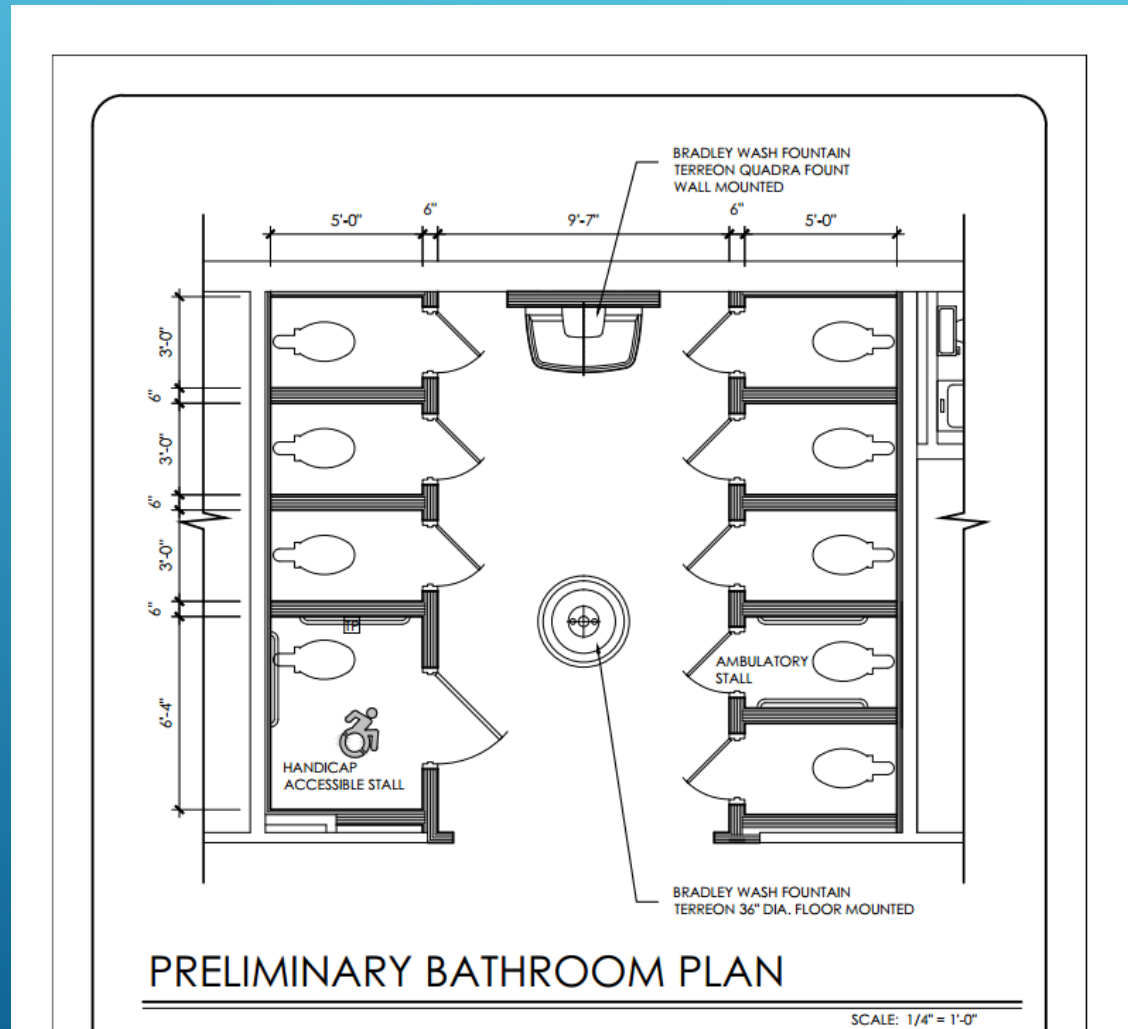 BRADLEY WASH FOUNTAIN
TERREON QUADRA FOUNT
WALL MOUNTED
5'-0"
6"
9'-7"
6"
5'-0"
3'-0"
6"
3'-0"
6"
3'-0"
6"
6'-4"
TP
AMBULATORY
STALL
HANDICAP
ACCESSIBLE STALL
BRADLEY WASH FOUNTAIN
TERREON 36" DIA. FLOOR MOUNTED
PRELIMINARY BATHROOM PLAN
SCALE: 1/4" = 1'-0"